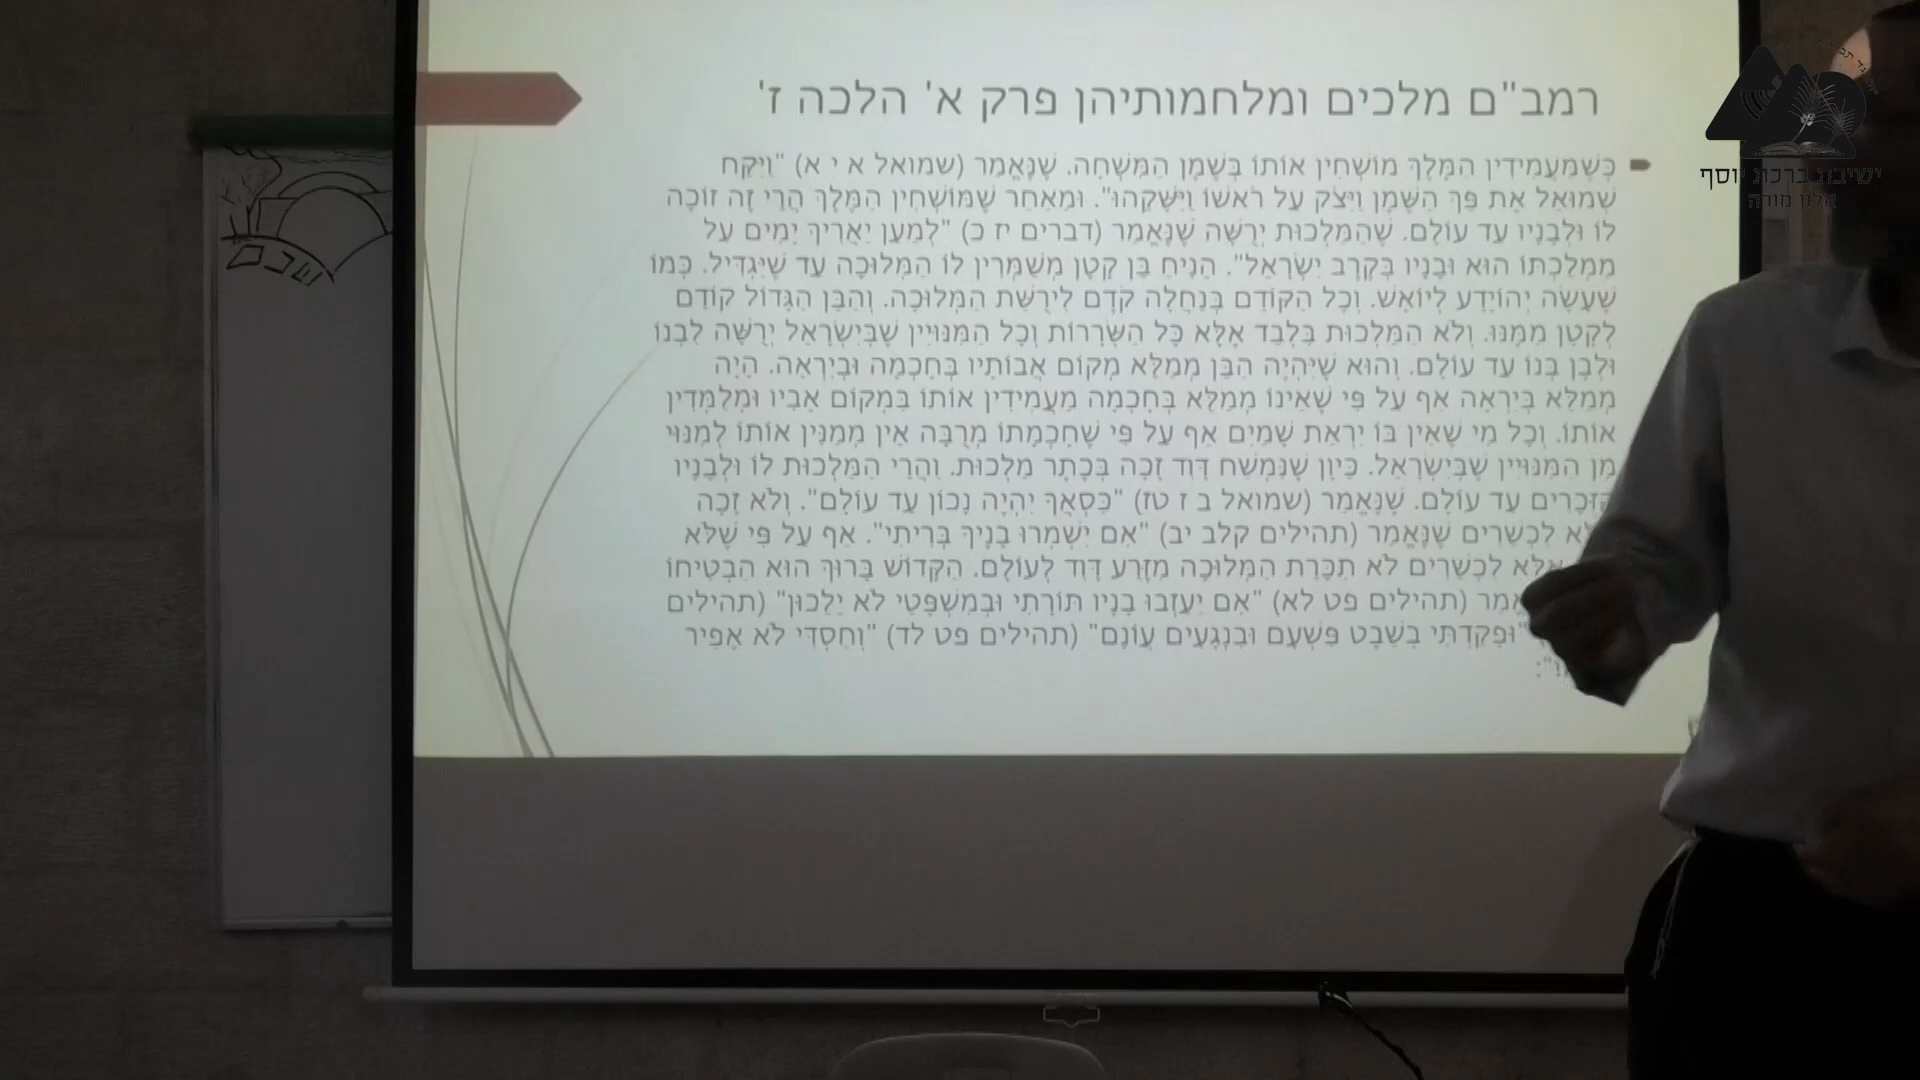 רמב"ם מלכים ומלחמותיהן פרק א' הלכה ז'
כְּשֶׁמַּעֲמִידִין הַמֶּלֶךְ מוֹשְׁחִין אוֹתוֹ בְּשֶׁמֶן הַמִּשְׁחָה. שֶׁנֶּאֱמַר (שמואל א י א) "וַיִּקַּח
שְׁמוּאֵל אֶת פַּךְ הַשֶּׁמֶן וַיִּצֹק עַל רֹאשׁוֹ וַיִּשָּׁקֵהוּ". וּמֵאַחַר שֶׁמּוֹשְׁחִין הַמֶּלֶךְ הֲרֵי זֶה זוֹכֶה
לוֹ וּלְבָנָיו עַד עוֹלָם. שֶׁהַמַּלְכוּת יְרֻשָּׁה שֶׁנֶּאֱמַר (דברים יז כ) "לְמַעַן יַאֲרִיךְ יָמִים עַל
מַמְלַכְתּוֹ הוּא וּבָנָיו בְּקֶרֶב יִשְׂרָאֵל". הִנִּיחַ בֵּן קָטָן מְשַׁמְּרִין לוֹ הַמְּלוּכָה עַד שֶׁיִּגְדִּיל. כְּמוֹ
שֶׁעָשָׂה יְהוֹיָדָע לְיוֹאָשׁ. וְכָל הַקּוֹדֵם בְּנַחֲלָה קֹדֵם לִירֻשַּׁת הַמְּלוּכָה. וְהַבֵּן הַגָּדוֹל קוֹדֵם
לַקָּטָן מִמֶּנּוּ. וְלֹא הַמַּלְכוּת בִּלְבַד אֶלָּא כָּל הַשְּׂרָרוֹת וְכָל הַמִּנּוּיִין שֶׁבְּיִשְׂרָאֵל יְרֻשָּׁה לִבְנוֹ
וְלִבֶן בְּנוֹ עַד עוֹלָם. וְהוּא שֶׁיִּהְיֶה הַבֵּן מְמַלֵּא מְקוֹם אֲבוֹתָיו בְּחָכְמָה וּבְיִרְאָה. הָיָה
מְמַלֵּא בְּיִרְאָה אַף עַל פִּי שֶׁאֵינוֹ מְמַלֵּא בְּחָכְמָה מַעֲמִידִין אוֹתוֹ בִּמְקוֹם אָבִיו וּמְלַמְּדִין
אוֹתוֹ. וְכָל מִי שֶׁאֵין בּוֹ יִרְאַת שָׁמַיִם אַף עַל פִּי שֶׁחָכְמָתוֹ מְרֻבָּה אֵין מְמַנִּין אוֹתוֹ לְמִנּוּי
מִן הַמִּנּוּיִין שֶׁבְּיִשְׂרָאֵל. כֵּיוָן שֶׁנִּמְשַׁח דָּוִד זָכָה בְּכֶתֶר מַלְכוּת. וַהֲרֵי הַמַּלְכוּת לוֹ וּלְבָנָיו
הַזְּכָרִים עַד עוֹלָם. שֶׁנֶּאֱמַר (שמואל ב ז טז) "כִּסְאֲךָ יִהְיֶה נָכוֹן עַד עוֹלָם". וְלֹא זָכָה
לִכְשֵׁרִים שֶׁנֶּאֱמַר (תהילים קלב יב) "אִם יִשְׁמְרוּ בָנֶיךָ בְּרִיתִי". אַף עַל פִּי שֶׁלֹּא
אֶלָּא לִכְשֵׁרִים לֹא תִכָּרֵת הַמְּלוּכָה מִזֶּרַע דָּוִד לְעוֹלָם. הַקָּדוֹשׁ בָּרוּךְ הוּא הִבְטִיחוֹ
(תהילים פט לא) "אִם יַעַזְבוּ בָנָיו תּוֹרָתִי וּבְמִשְׁפָּטַי לֹא יֵלֵכוּן" (תהילים
"וּפָקַדְתִּי בְשֵׁבֶט פִּשְׁעָם וּבִנְגָעִים עֲוֹנָם" (תהילים פט לד) "וְחַסְדִּי לֹא אָפִיר
ישיבת ברכת יוסף
אלון מורה
שכם